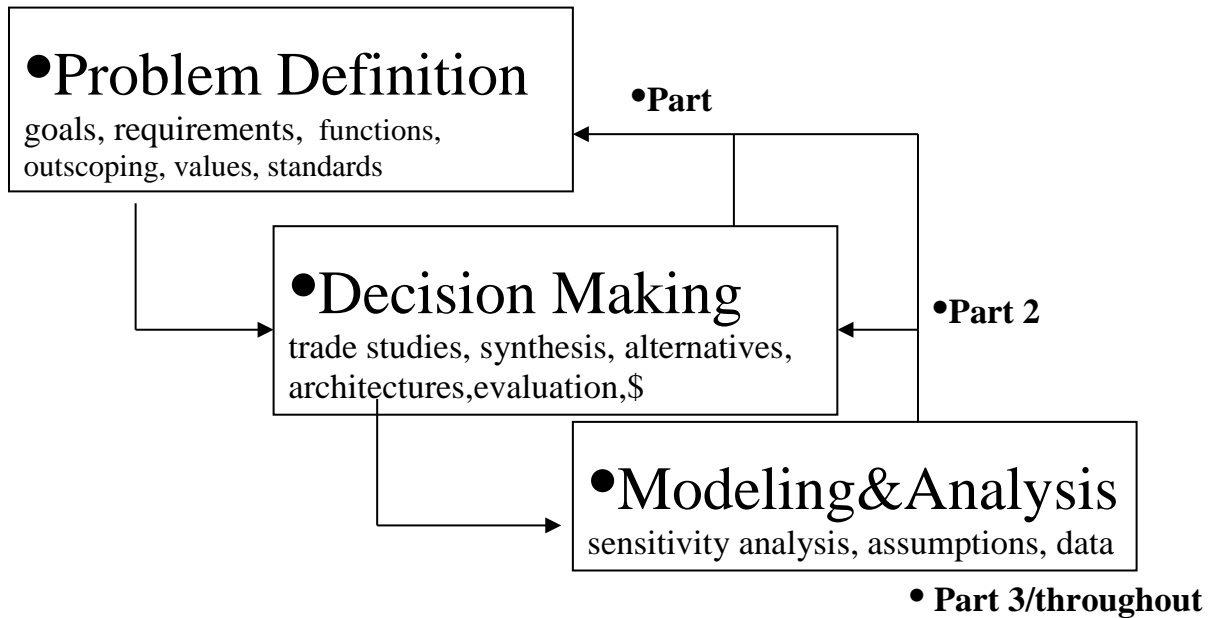 •Problem Definition
goals, requirements, functions,
outscoping, values, standards
•Part
•Decision Making
trade studies, synthesis, alternatives,
architectures,evaluation,$
•Part 2
•Modeling&Analysis
sensitivity analysis, assumptions, data
• Part 3/throughout